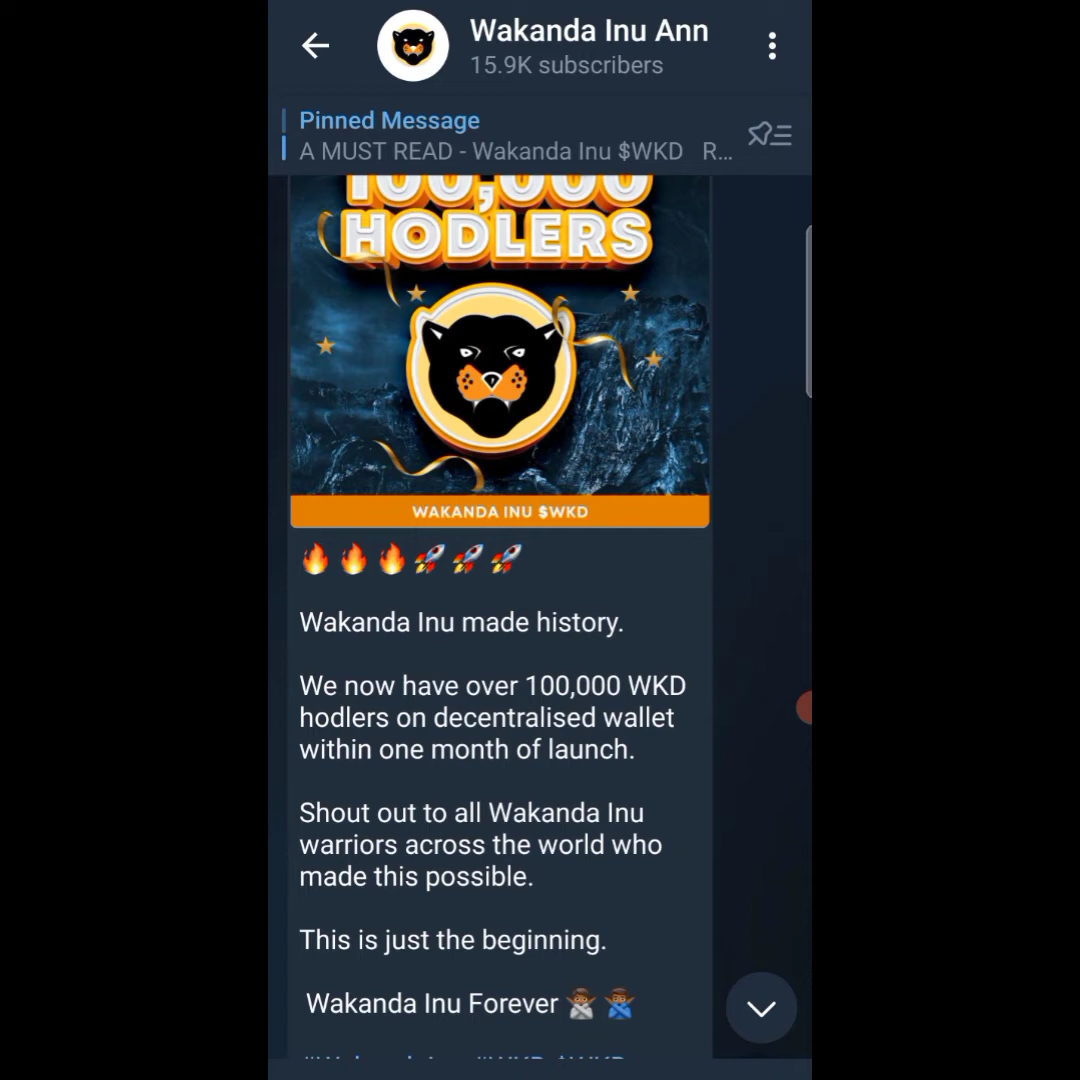 Wakanda Inu Ann
15.9K subscribers
Pinned Message
A MUST READ - Wakanda Inu $WKD R...
100,000
HODLERS
WAKANDA INU $WKD
🔥🔥🔥🚀🚀🚀
Wakanda Inu made history.
We now have over 100,000 WKD
hodlers on decentralised wallet
within one month of launch.
Shout out to all Wakanda Inu
warriors across the world who
made this possible.
This is just the beginning.
Wakanda Inu Forever 🙅🏾‍♂️🙅🏾‍♂️